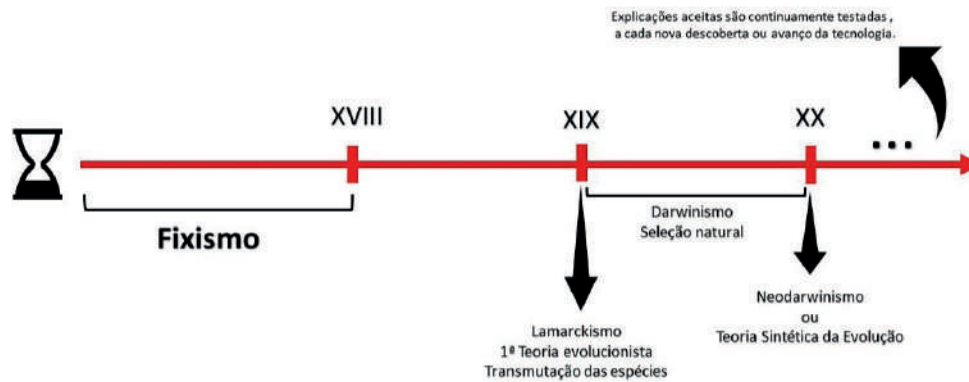 Explicações aceitas são continuamente testadas ,
a cada nova descoberta ou avanço da tecnologia.
XVIII
XIX
XX
...
Fixismo
Darwinismo
Seleção natural
Lamarckismo
1ª Teoria evolucionista
Transmutação das espécies
Neodarwinismo
ou
Teoria Sintética da Evolução